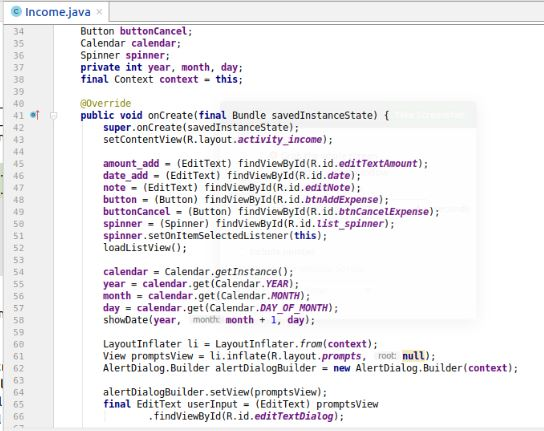 Income.java
34 Button buttonCancel;
35 Calendar calendar;
36 Spinner spinner;
37 private int year, month, day;
38 final Context context = this;
39
40 @Override
41 public void onCreate(final Bundle savedInstanceState) {
42 super.onCreate(savedInstanceState);
43 setContentView(R.layout.activity_income);
44
45 amount_add = (EditText) findViewById(R.id.editTextAmount);
46 date_add = (EditText) findViewById(R.id.date);
47 note = (EditText) findViewById(R.id.editNote);
48 button = (Button) findViewById(R.id.btnAddExpense);
49 buttonCancel = (Button) findViewById(R.id.btnCancelExpense);
50 spinner = (Spinner) findViewById(R.id.list_spinner);
51 spinner.setOnItemSelectedListener(this);
52 loadListView();
53
54 calendar = Calendar.getInstance();
55 year = calendar.get(Calendar.YEAR);
56 month = calendar.get(Calendar.MONTH);
57 day = calendar.get(Calendar.DAY_OF_MONTH);
58 showDate(year, month: month + 1, day);
59
60 LayoutInflater li = LayoutInflater.from(context);
61 View promptsView = li.inflate(R.layout.prompts, root: null);
62 AlertDialog.Builder alertDialogBuilder = new AlertDialog.Builder(context);
63
64 alertDialogBuilder.setView(promptsView);
65 final EditText userInput = (EditText) promptsView
66 .findViewById(R.id.editTextDialog);